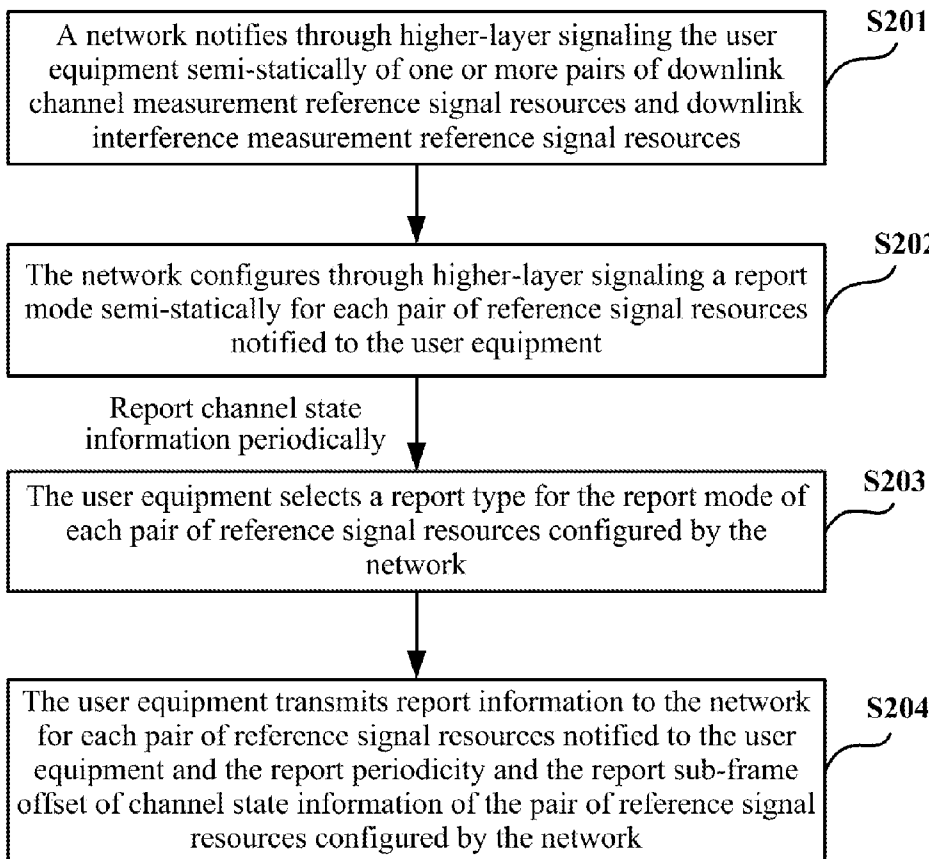 A network notifies through higher-layer signaling the user
equipment semi-statically of one or more pairs of downlink
channel measurement reference signal resources and downlink
interference measurement reference signal resources
S201
The network configures through higher-layer signaling a report
mode semi-statically for each pair of reference signal resources
notified to the user equipment
S202
Report channel state
information periodically
The user equipment selects a report type for the report mode of
each pair of reference signal resources configured by the
network
S203
The user equipment transmits report information to the network
for each pair of reference signal resources notified to the user
equipment and the report periodicity and the report sub-frame
offset of channel state information of the pair of reference signal
resources configured by the network
S204